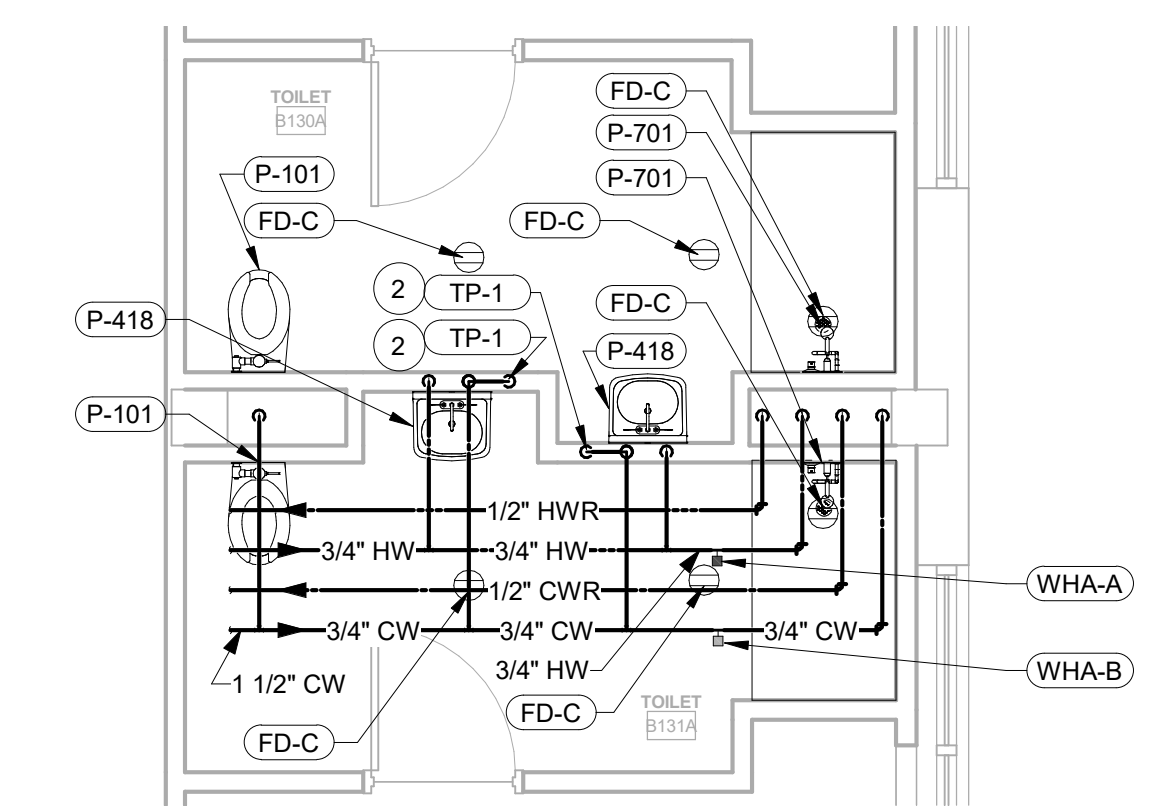 TOILET
B130A
FD-C
P-701
P-701
P-101
FD-C
FD-C
2 TP-1
FD-C
P-418
2 TP-1
P-418
P-101
1/2" HWR
3/4" HW
3/4" HW
1/2" CWR
WHA-A
3/4" CW
3/4" CW
3/4" CW
3/4" HW
WHA-B
1 1/2" CW
TOILET
B131A
FD-C
FD-C